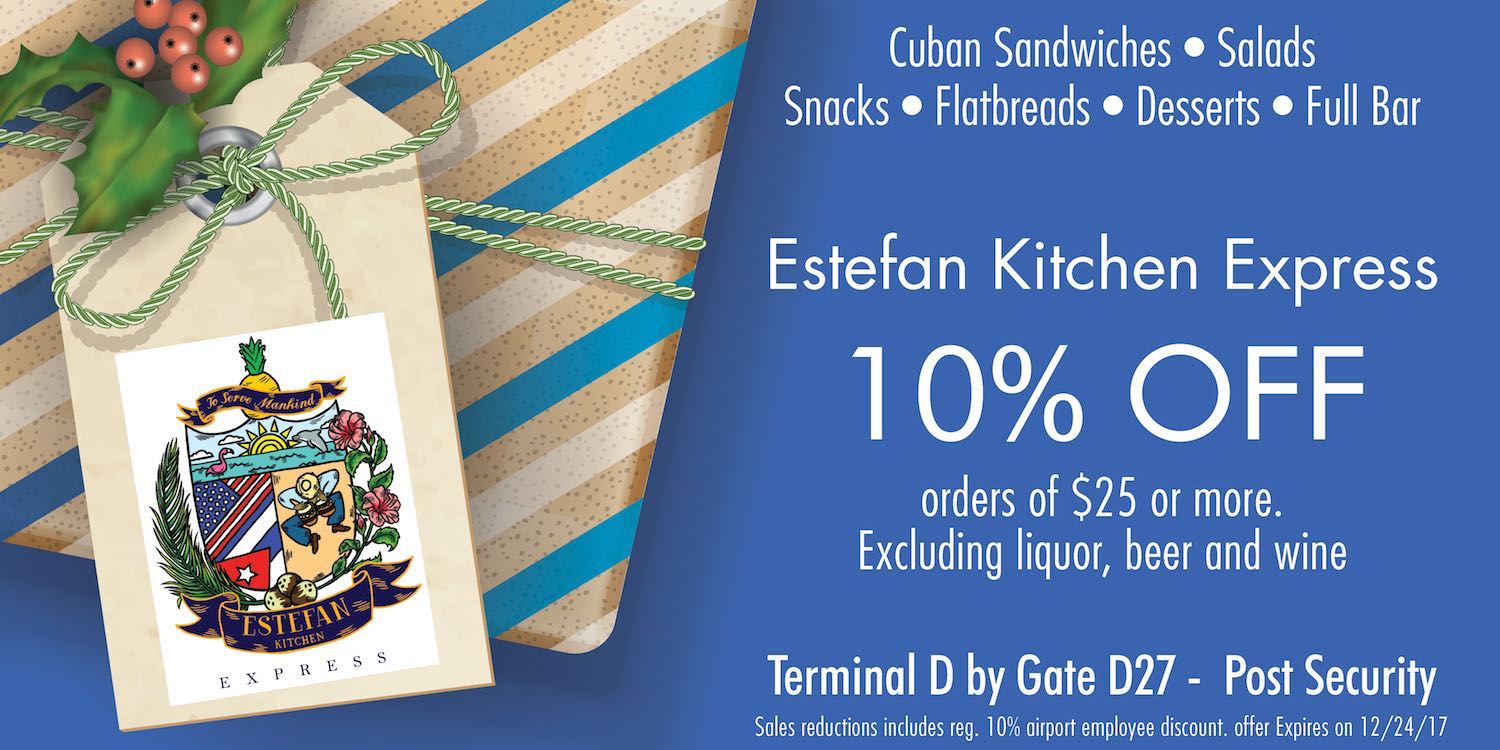 Cuban Sandwiches • Salads
Snacks • Flatbreads • Desserts • Full Bar
Estefan Kitchen Express
10% OFF
orders of $25 or more.
Excluding liquor, beer and wine
Terminal D by Gate D27 - Post Security
Sales reductions includes reg. 10% airport employee discount. offer Expires on 12/24/17
To Serve Mankind
ESTEFAN
KITCHEN
EXPRESS